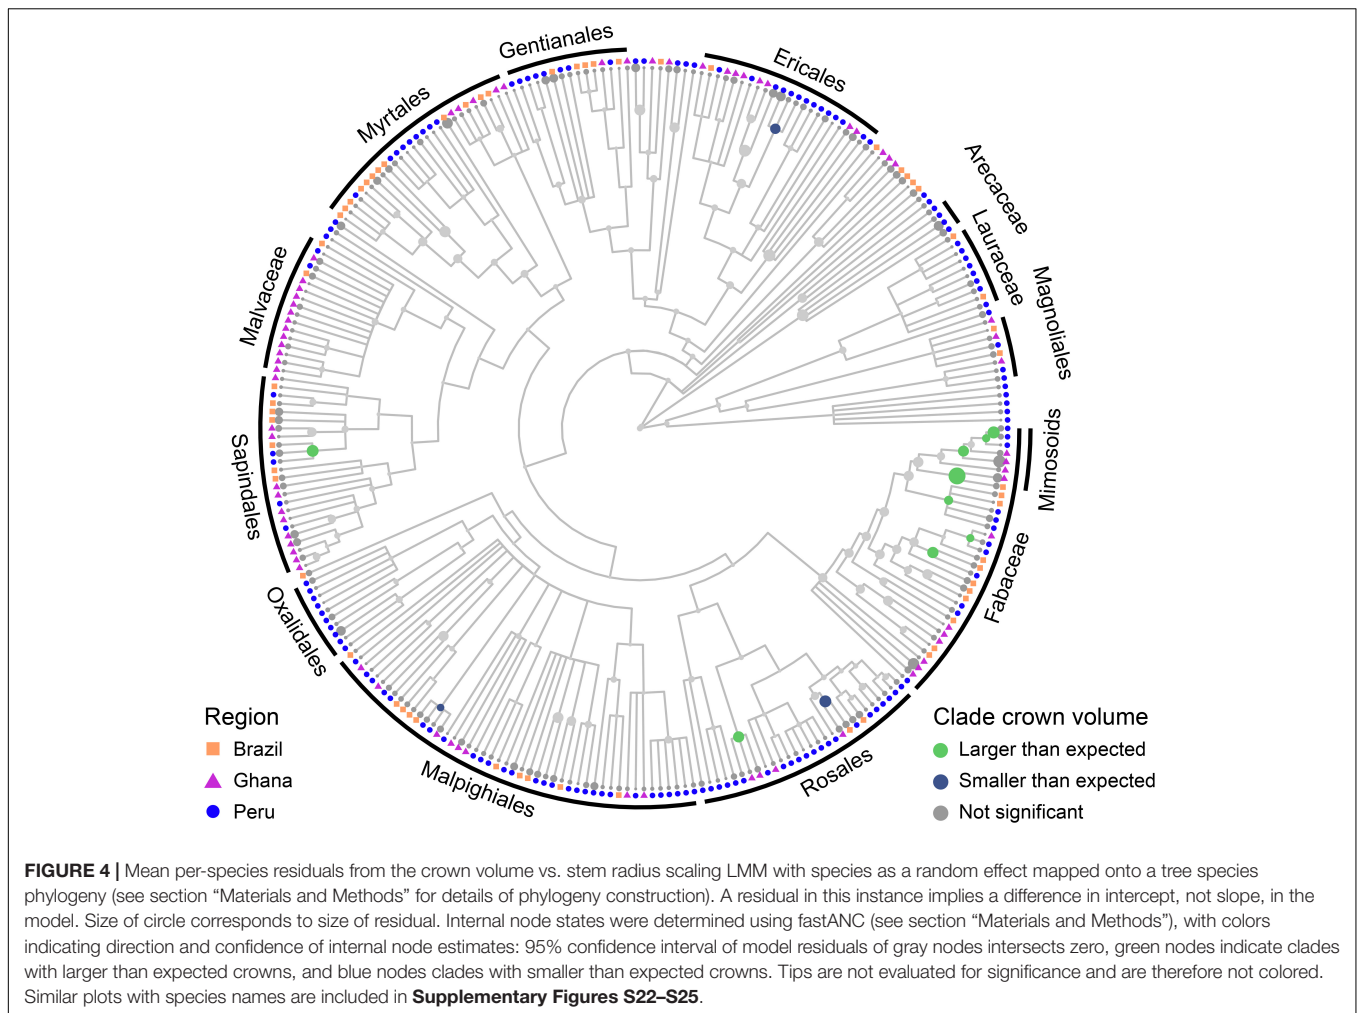 Gentianales
Ericales
Myrtales
Arecaceae
Lauraceae
Magnoliales
Malvaceae
Mimosoids
Sapindales
Fabaceae
Oxalidales
Malpighiales
Rosales
Region
Brazil
Ghana
Peru
Clade crown volume
Larger than expected
Smaller than expected
Not significant
FIGURE 4 | Mean per-species residuals from the crown volume vs. stem radius scaling LMM with species as a random effect mapped onto a tree species
phylogeny (see section “Materials and Methods” for details of phylogeny construction). A residual in this instance implies a difference in intercept, not slope, in the
model. Size of circle corresponds to size of residual. Internal node states were determined using fastANC (see section “Materials and Methods”), with colors
indicating direction and confidence of internal node estimates: 95% confidence interval of model residuals of gray nodes intersects zero, green nodes indicate clades
with larger than expected crowns, and blue nodes clades with smaller than expected crowns. Tips are not evaluated for significance and are therefore not colored.
Similar plots with species names are included in Supplementary Figures S22–S25.